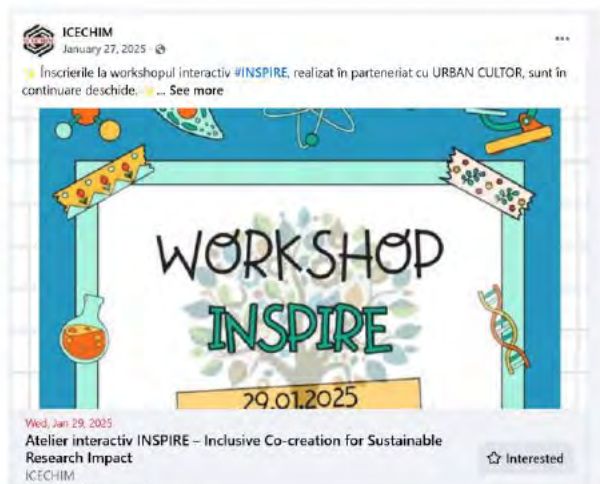 ICECHIM
January 27, 2025
Înscrierile la workshopul interactiv #INSPIRE, realizat în parteneriat cu URBAN CULTOR, sunt în
continuare deschide. ... See more
WORKSHOP
INSPIRE
29.01.2025
Wed, Jan 29, 2025
Atelier interactiv INSPIRE – Inclusive Co-creation for Sustainable
Research Impact
Interested
ICECHIM